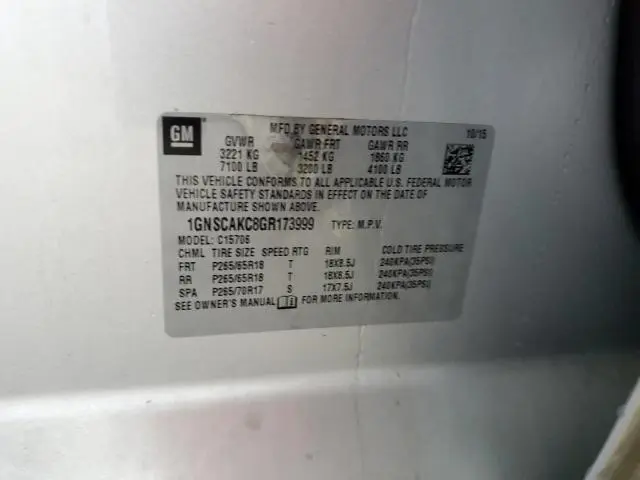 GM
MFD BY GENERAL MOTORS LLC 10/15
GVWR GAWR FRT GAWR RR
3221 KG 1452 KG 1860 KG
7100 LB 3200 LB 4100 LB
THIS VEHICLE CONFORMS TO ALL APPLICABLE U.S. FEDERAL MOTOR
VEHICLE SAFETY STANDARDS IN EFFECT ON THE DATE OF
MANUFACTURE SHOWN ABOVE.
1GNSCAKC8GR173999 TYPE: M.P.V.
MODEL: C15706
CHML TIRE SIZE SPEED RTG RIM COLD TIRE PRESSURE
FRT P265/65R18 T 18X8.5J 240KPA(35PSI)
RR P265/65R18 T 18X8.5J 240KPA(35PSI)
SPA P265/70R17 S 17X7.5J 240KPA(35PSI)
SEE OWNER'S MANUAL FOR MORE INFORMATION.